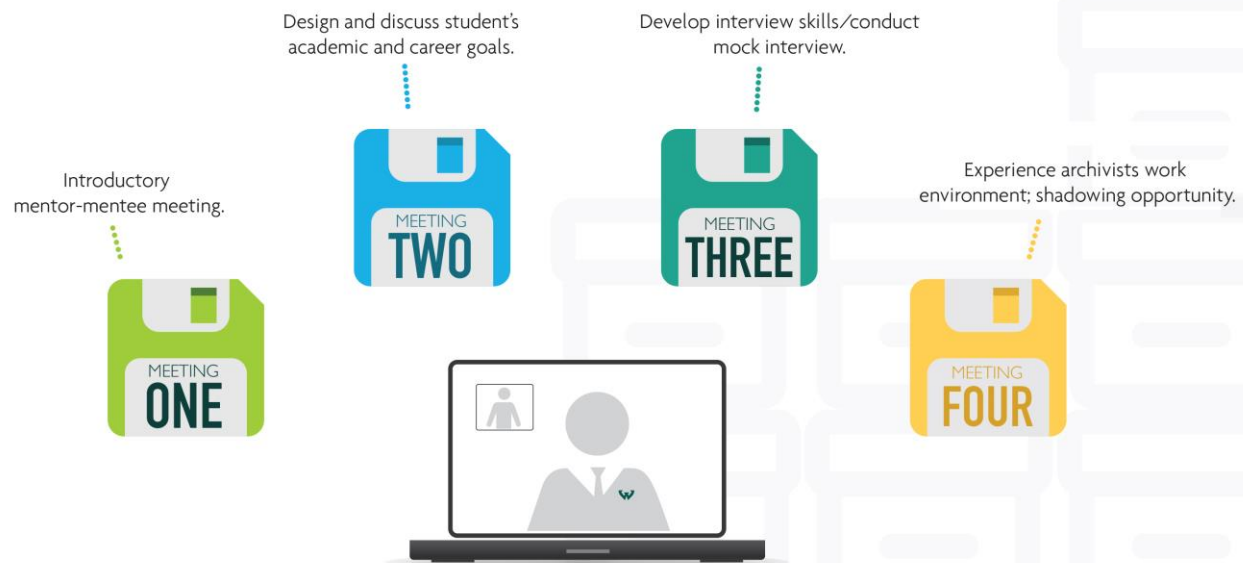 Introductory
mentor-mentee meeting.
MEETING
ONE
Design and discuss student’s
academic and career goals.
MEETING
TWO
Develop interview skills/conduct
mock interview.
MEETING
THREE
Experience archivists work
environment; shadowing opportunity.
MEETING
FOUR
W